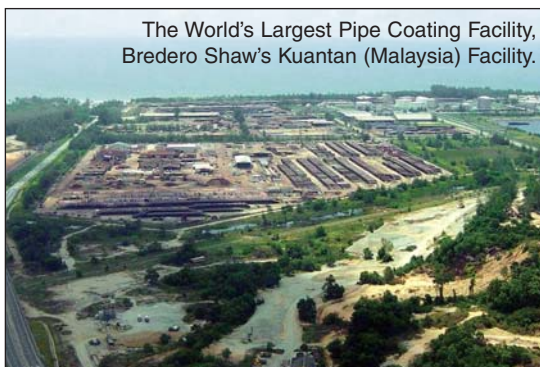 The World's Largest Pipe Coating Facility,
Bredero Shaw's Kuantan (Malaysia) Facility.